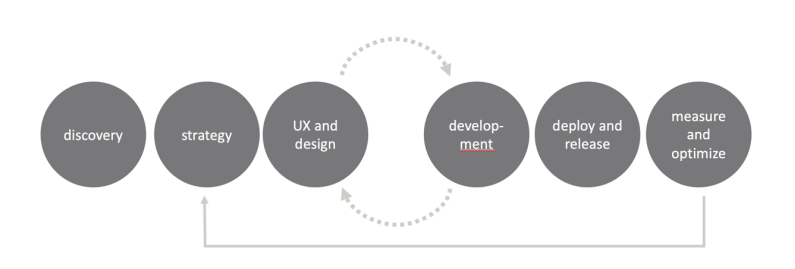 discovery
strategy
UX and
design
develop-
ment
deploy and
release
measure
and
optimize